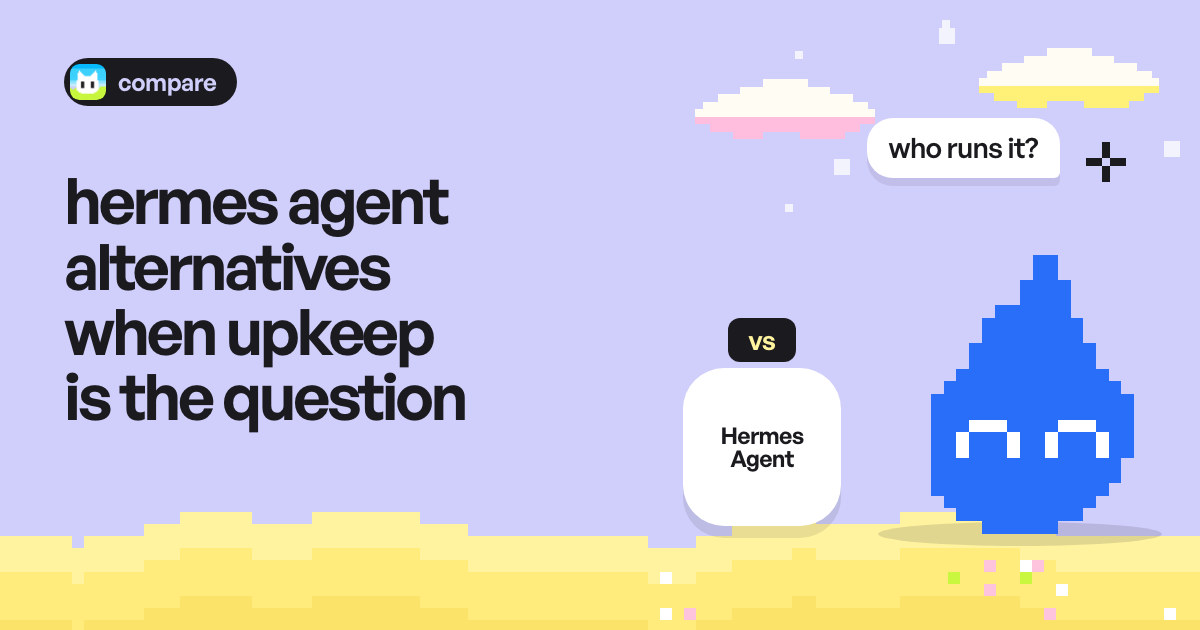 compare
hermes agent
alternatives
when upkeep
is the question
who runs it?
vs
Hermes
Agent